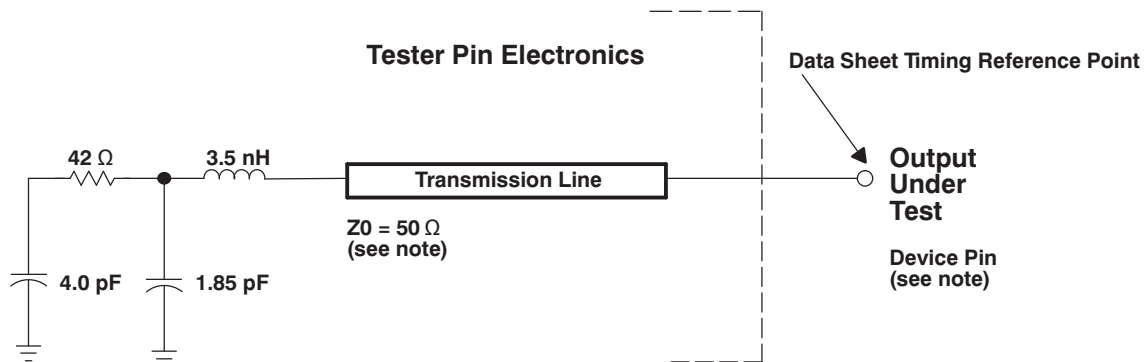 Tester Pin Electronics
Data Sheet Timing Reference Point
42 Ω
3.5 nH
Transmission Line
Output
Under
Test
Z0 = 50 Ω
(see note)
Device Pin
(see note)
4.0 pF
1.85 pF